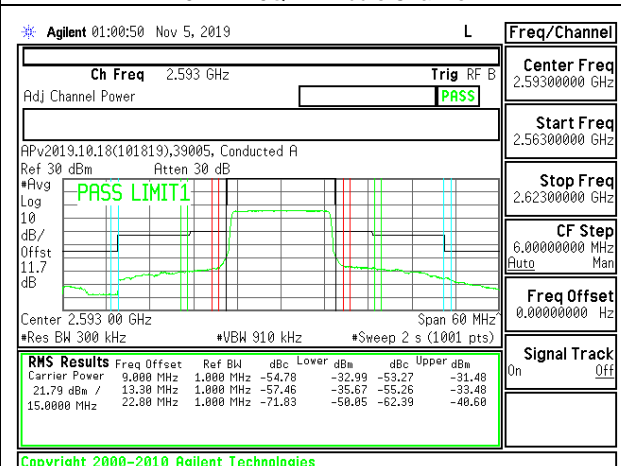 Agilent 01:00:50 Nov 5, 2019 L
Freq/Channel
Ch Freq 2.593 GHz Trig RF B
Adj Channel Power PASS
APv2019.10.18(101819),39005, Conducted A
Ref 30 dBm Atten 30 dB
#Avg
Log
10
dB/
Offst
11.7
dB
PASS LIMIT1
Center 2.593 00 GHz Span 60 MHz^
#Res BW 300 kHz #VBW 910 kHz #Sweep 2 s (1001 pts)
RMS Results Freq Offset Ref BW dBc Lower dBm dBc Upper dBm
Carrier Power 9.000 MHz 1.000 MHz -54.78 -32.99 -53.27 -31.48
21.79 dBm / 13.30 MHz 1.000 MHz -57.46 -35.67 -55.26 -33.48
15.0000 MHz 22.80 MHz 1.000 MHz -71.83 -50.05 -62.39 -40.60
Center Freq
2.59300000 GHz
Start Freq
2.56300000 GHz
Stop Freq
2.62300000 GHz
CF Step
6.00000000 MHz
Auto Man
Freq Offset
0.00000000 Hz
Signal Track
On Off
Copyright 2000-2010 Agilent Technologies